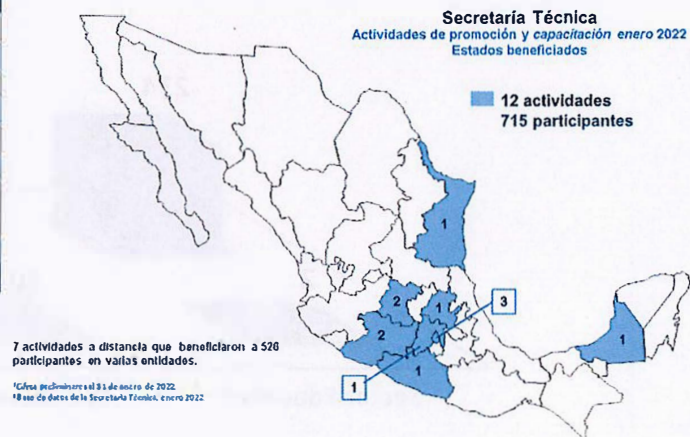 Secretaría Técnica
Actividades de promoción y capacitación enero 2022
Estados beneficiados
12 actividades
715 participantes
1
2
1
3
2
1
1
1
7 actividades a distancia que beneficiaron a 526
participantes en varias entidades.
¹Cifras preliminares al 31 de enero de 2022
²Base de datos de la Secretaría Técnica, enero 2022